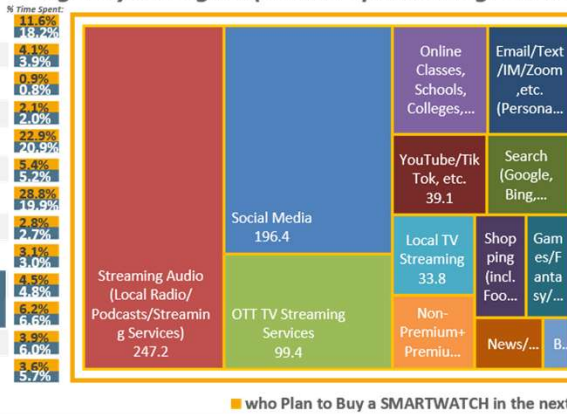 % Time Spent:
11.6%
18.2%
4.1%
3.9%
0.9%
0.8%
2.1%
2.0%
22.9%
20.9%
5.4%
5.2%
28.8%
19.9%
2.8%
2.7%
3.1%
3.0%
4.5%
4.8%
6.2%
6.6%
3.9%
6.0%
3.6%
5.7%
Streaming Audio
(Local Radio/
Podcasts/Streamin
g Services)
247.2
Social Media
196.4
OTT TV Streaming
Services
99.4
Online
Classes,
Schools,
Colleges,...
Email/Text
/IM/Zoom
,etc.
(Persona...
YouTube/Tik
Tok, etc.
39.1
Search
(Google,
Bing,...
Local TV
Streaming
33.8
Shop
ping
(incl.
Foo...
Gam
es/F
anta
sy/...
Non-
Premium+
Premiu...
News/...
B...
who Plan to Buy a SMARTWATCH in the next